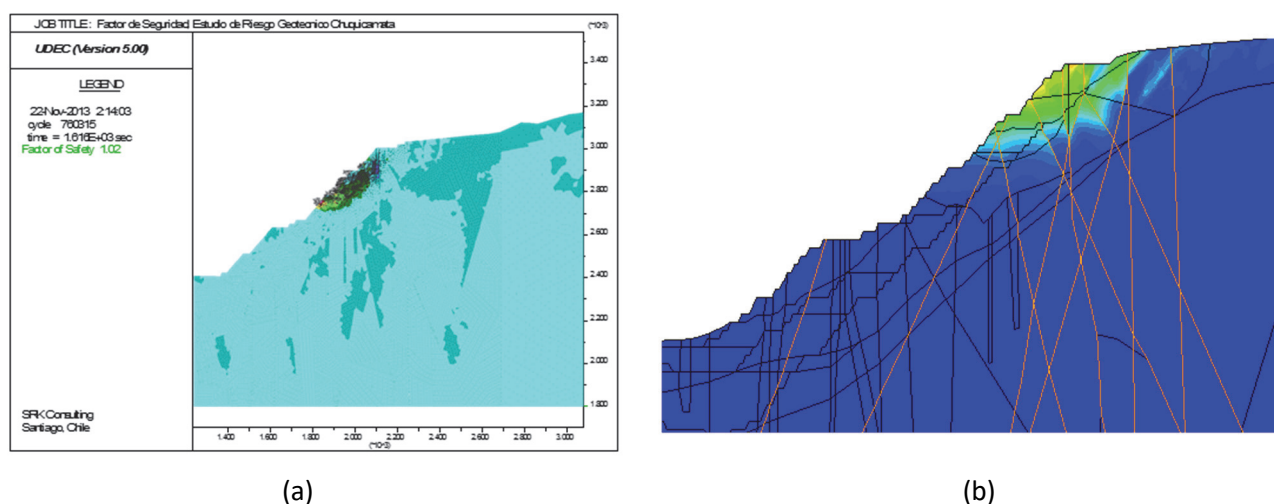 JOB TITLE : Factor de Seguridad, Estudio de Riesgo Geotecnico Chuquicamata
(*10^3)
UDEC (Version 5.00)
LEGEND
22-Nov-2013 2:14:03
cycle 760315
time = 1.616E+03 sec
Factor of Safety 1.02
3.400
3.200
3.000
2.800
2.600
2.400
2.200
2.000
1.800
SRK Consulting
Santiago, Chile
1.400 1.600 1.800 2.000 2.200 2.400 2.600 2.800 3.000
(*10^3)
(a) (b)